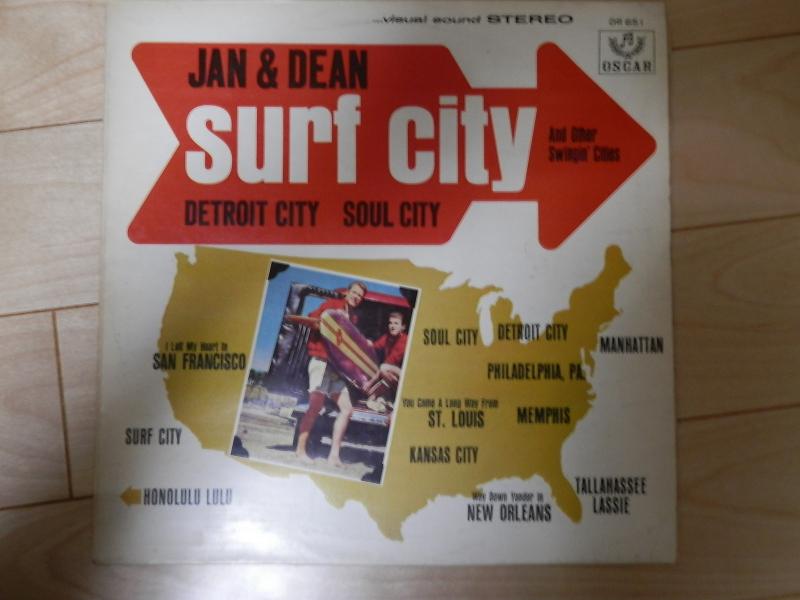 ...visual sound STEREO
OR 851
OSCAR
JAN & DEAN
surf city
And Other
Swingin' Cities
DETROIT CITY SOUL CITY
SOUL CITY
DETROIT CITY
MANHATTAN
I Left My Heart In
SAN FRANCISCO
PHILADELPHIA, PA.
You Came A Long Way From
ST. LOUIS
MEMPHIS
SURF CITY
KANSAS CITY
HONOLULU LULU
Way Down Yonder In
NEW ORLEANS
TALLAHASSEE
LASSIE